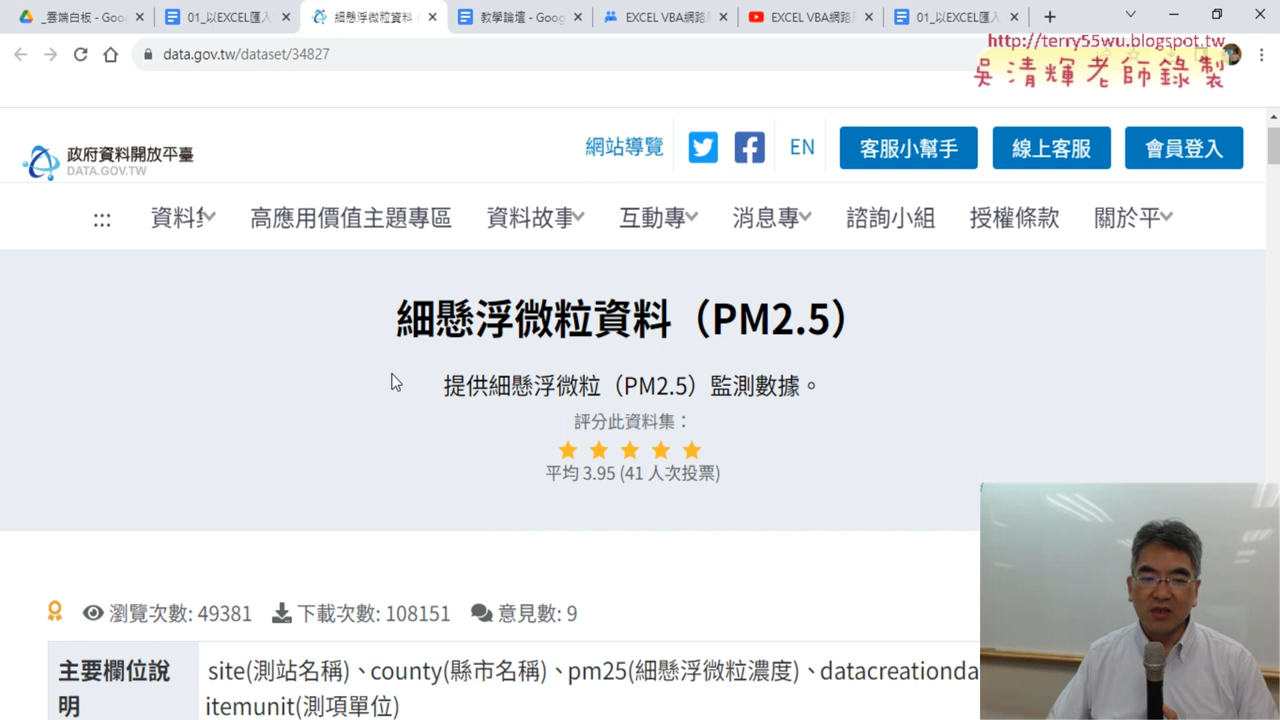 _雲端白板 - Goo
01_以EXCEL匯入
細懸浮微粒資料（
教學論壇 - Goog
EXCEL VBA網路
EXCEL VBA網路
01_以EXCEL匯入
data.gov.tw/dataset/34827
http://terry55wu.blogspot.tw
吳清輝老師錄製
政府資料開放平臺
DATA.GOV.TW
網站導覽
EN
客服小幫手
線上客服
會員登入
:::
資料集
高應用價值主題專區
資料故事
互動專
消息專
諮詢小組
授權條款
關於平
細懸浮微粒資料（PM2.5）
提供細懸浮微粒（PM2.5）監測數據。
評分此資料集：
平均 3.95 (41 人次投票)
瀏覽次數: 49381 下載次數: 108151 意見數: 9
主要欄位說明
site(測站名稱)、county(縣市名稱)、pm25(細懸浮微粒濃度)、datacreationda
itemunit(測項單位)